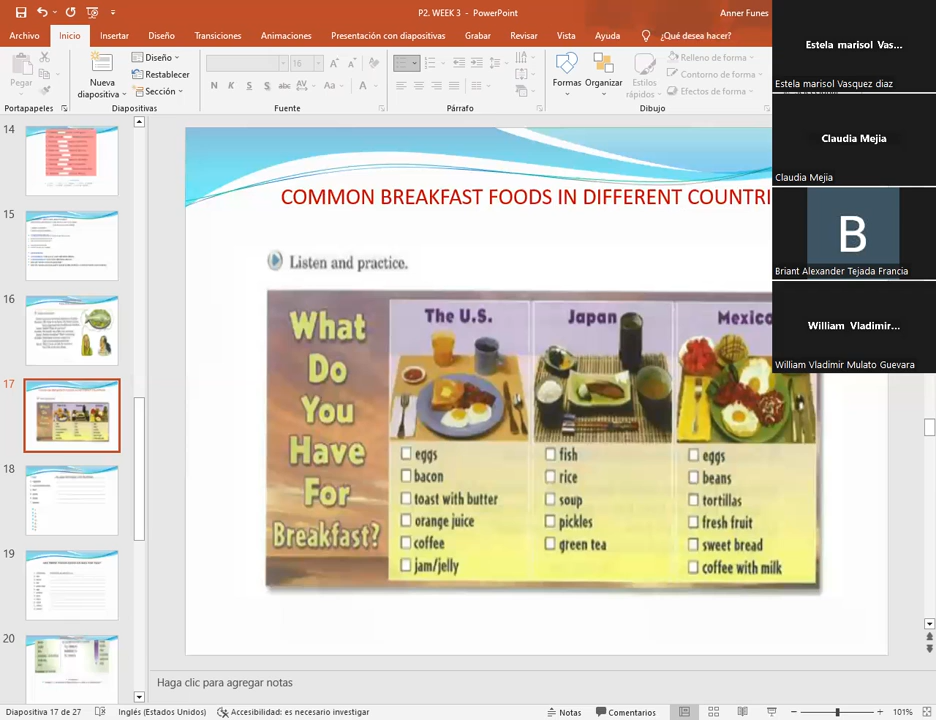 P2. WEEK 3 - PowerPoint
Anner Funes
Archivo Inicio Insertar Diseño Transiciones Animaciones Presentación con diapositivas Grabar Revisar Vista Ayuda ¿Qué desea hacer?
Pegar
Portapapeles
Nueva diapositiva
Diseño
Restablecer
Sección
Diapositivas
16
N K S S abc AV Aa A
Fuente
Párrafo
Formas
Organizar
Estilos rápidos
Relleno de forma
Contorno de forma
Efectos de forma
Dibujo
Estela marisol Vas...
Estela marisol Vasquez diaz
Claudia Mejia
Claudia Mejia
B
Briant Alexander Tejada Francia
William Vladimir...
William Vladimir Mulato Guevara
14
15
16
17
18
19
20
COMMON BREAKFAST FOODS IN DIFFERENT COUNTRI
Listen and practice.
What
Do
You
Have
For
Breakfast?
The U.S.
eggs
bacon
toast with butter
orange juice
coffee
jam/jelly
Japan
fish
rice
soup
pickles
green tea
Mexico
eggs
beans
tortillas
fresh fruit
sweet bread
coffee with milk
Haga clic para agregar notas
Diapositiva 17 de 27 Inglés (Estados Unidos) Accesibilidad: es necesario investigar Notas Comentarios 101%